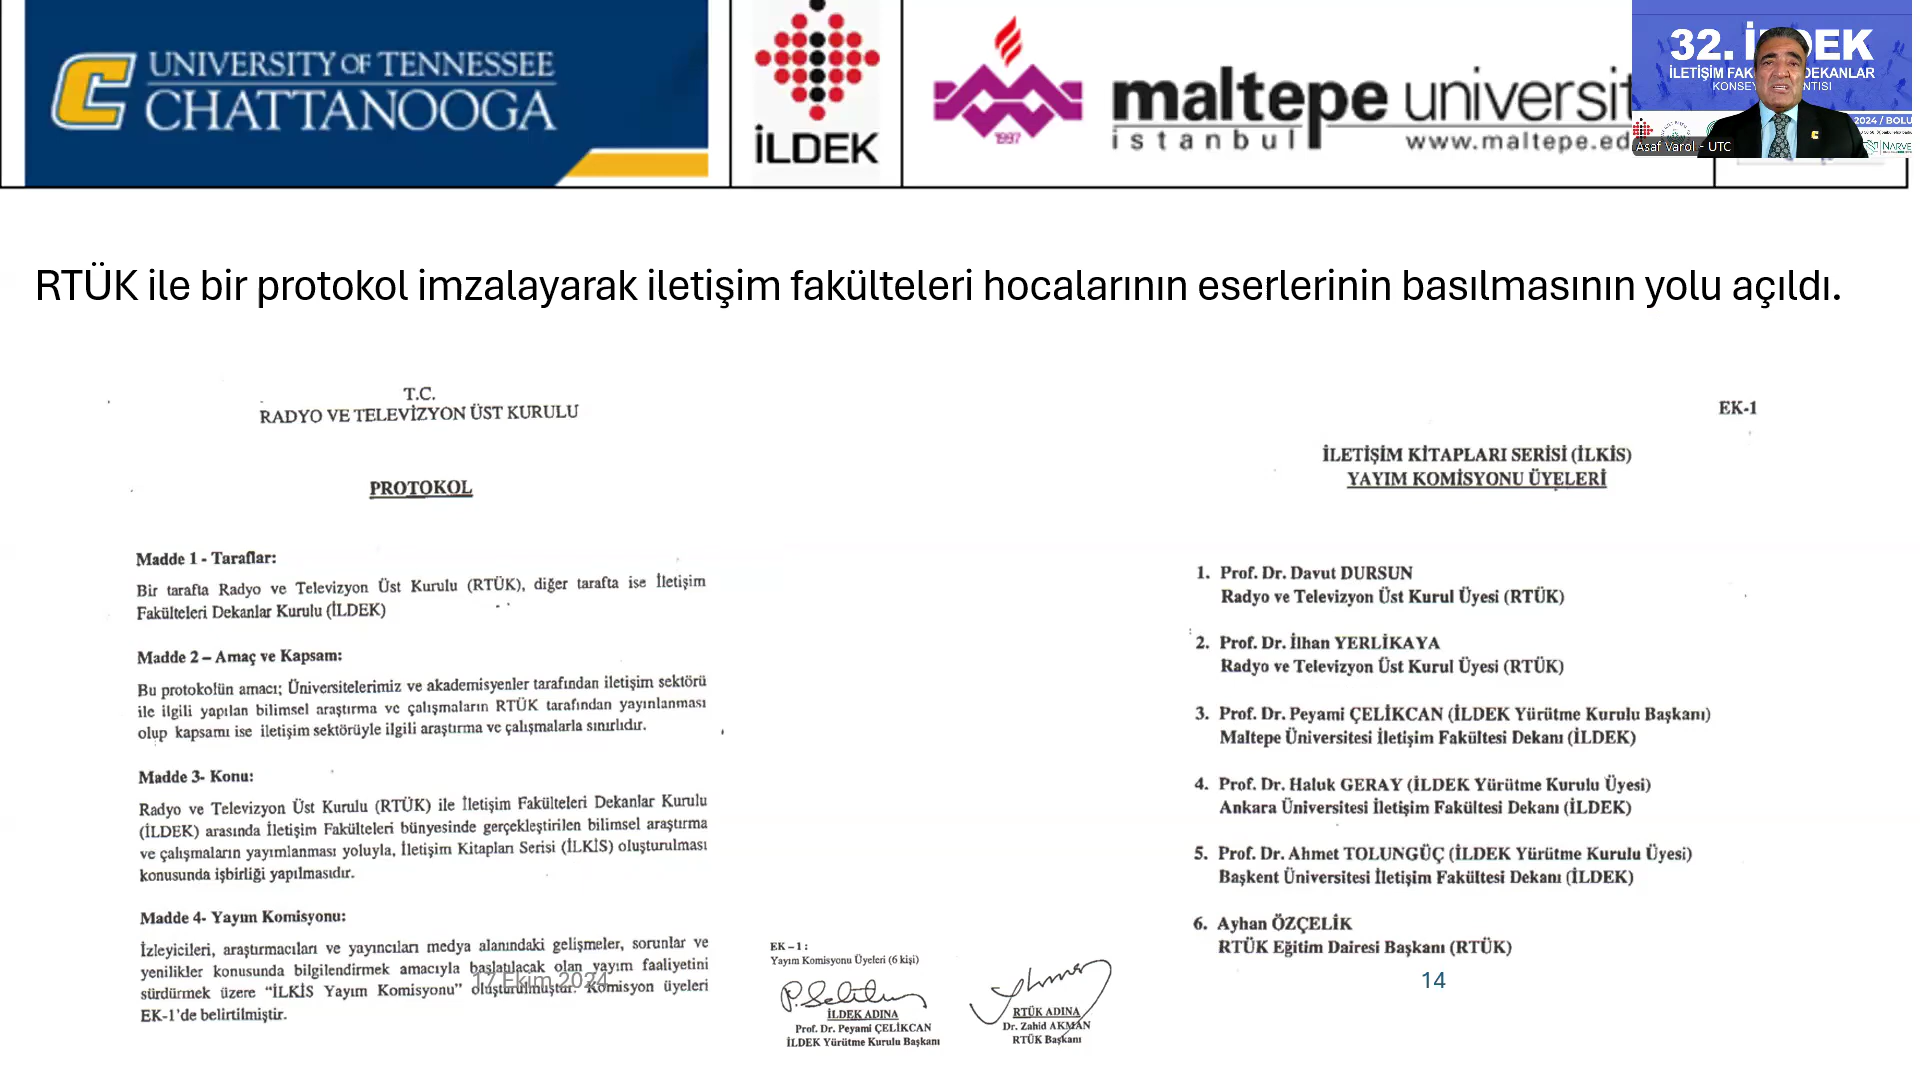 UNIVERSITY OF TENNESSEE
CHATTANOOGA
İLDEK
1997
maltepe üniversit
istanbul
www.maltepe.ed
32. İLDEK
İLETİŞİM FAK DEKANLAR
KONSEY NTISI
2024 / BOLU
Asaf Varol - UTC
NARVE
RTÜK ile bir protokol imzalayarak iletişim fakülteleri hocalarının eserlerinin basılmasının yolu açıldı.
T.C.
RADYO VE TELEVİZYON ÜST KURULU
PROTOKOL
Madde 1 - Taraflar:
Bir tarafta Radyo ve Televizyon Üst Kurulu (RTÜK), diğer tarafta ise İletişim
Fakülteleri Dekanlar Kurulu (İLDEK)
Madde 2 – Amaç ve Kapsam:
Bu protokolün amacı; Üniversitelerimiz ve akademisyenler tarafından iletişim sektörü
ile ilgili yapılan bilimsel araştırma ve çalışmaların RTÜK tarafından yayınlanması
olup kapsamı ise iletişim sektörüyle ilgili araştırma ve çalışmalarla sınırlıdır.
Madde 3- Konu:
Radyo ve Televizyon Üst Kurulu (RTÜK) ile İletişim Fakülteleri Dekanlar Kurulu
(İLDEK) arasında İletişim Fakülteleri bünyesinde gerçekleştirilen bilimsel araştırma
ve çalışmaların yayımlanması yoluyla, İletişim Kitapları Serisi (İLKİS) oluşturulması
konusunda işbirliği yapılmasıdır.
Madde 4- Yayım Komisyonu:
İzleyicileri, araştırmacıları ve yayıncıları medya alanındaki gelişmeler, sorunlar ve
yenilikler konusunda bilgilendirmek amacıyla başlatılacak olan yayım faaliyetini
sürdürmek üzere “İLKİS Yayım Komisyonu” oluşturulmuştur. Komisyon üyeleri
EK-1’de belirtilmiştir.
17 Ekim 2024
EK – 1 :
Yayım Komisyonu Üyeleri (6 kişi)
İLDEK ADINA
Prof. Dr. Peyami ÇELİKCAN
İLDEK Yürütme Kurulu Başkanı
RTÜK ADINA
Dr. Zahid AKMAN
RTÜK Başkanı
EK-1
İLETİŞİM KİTAPLARI SERİSİ (İLKİS)
YAYIM KOMİSYONU ÜYELERİ
1. Prof. Dr. Davut DURSUN
Radyo ve Televizyon Üst Kurul Üyesi (RTÜK)
2. Prof. Dr. İlhan YERLİKAYA
Radyo ve Televizyon Üst Kurul Üyesi (RTÜK)
3. Prof. Dr. Peyami ÇELİKCAN (İLDEK Yürütme Kurulu Başkanı)
Maltepe Üniversitesi İletişim Fakültesi Dekanı (İLDEK)
4. Prof. Dr. Haluk GERAY (İLDEK Yürütme Kurulu Üyesi)
Ankara Üniversitesi İletişim Fakültesi Dekanı (İLDEK)
5. Prof. Dr. Ahmet TOLUNGÜÇ (İLDEK Yürütme Kurulu Üyesi)
Başkent Üniversitesi İletişim Fakültesi Dekanı (İLDEK)
6. Ayhan ÖZÇELİK
RTÜK Eğitim Dairesi Başkanı (RTÜK)
14